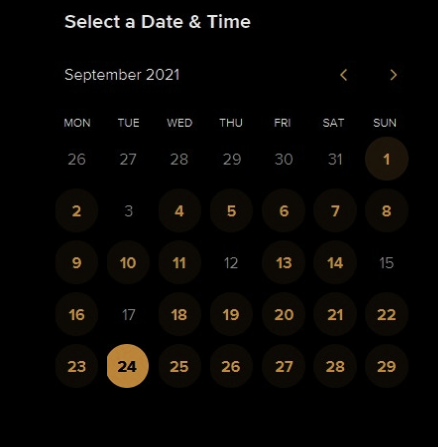 Select a Date & Time
September 2021
MON TUE WED THU FRI SAT SUN
26 27 28 29 30 31 1
2 3 4 5 6 7 8
9 10 11 12 13 14 15
16 17 18 19 20 21 22
23 24 25 26 27 28 29